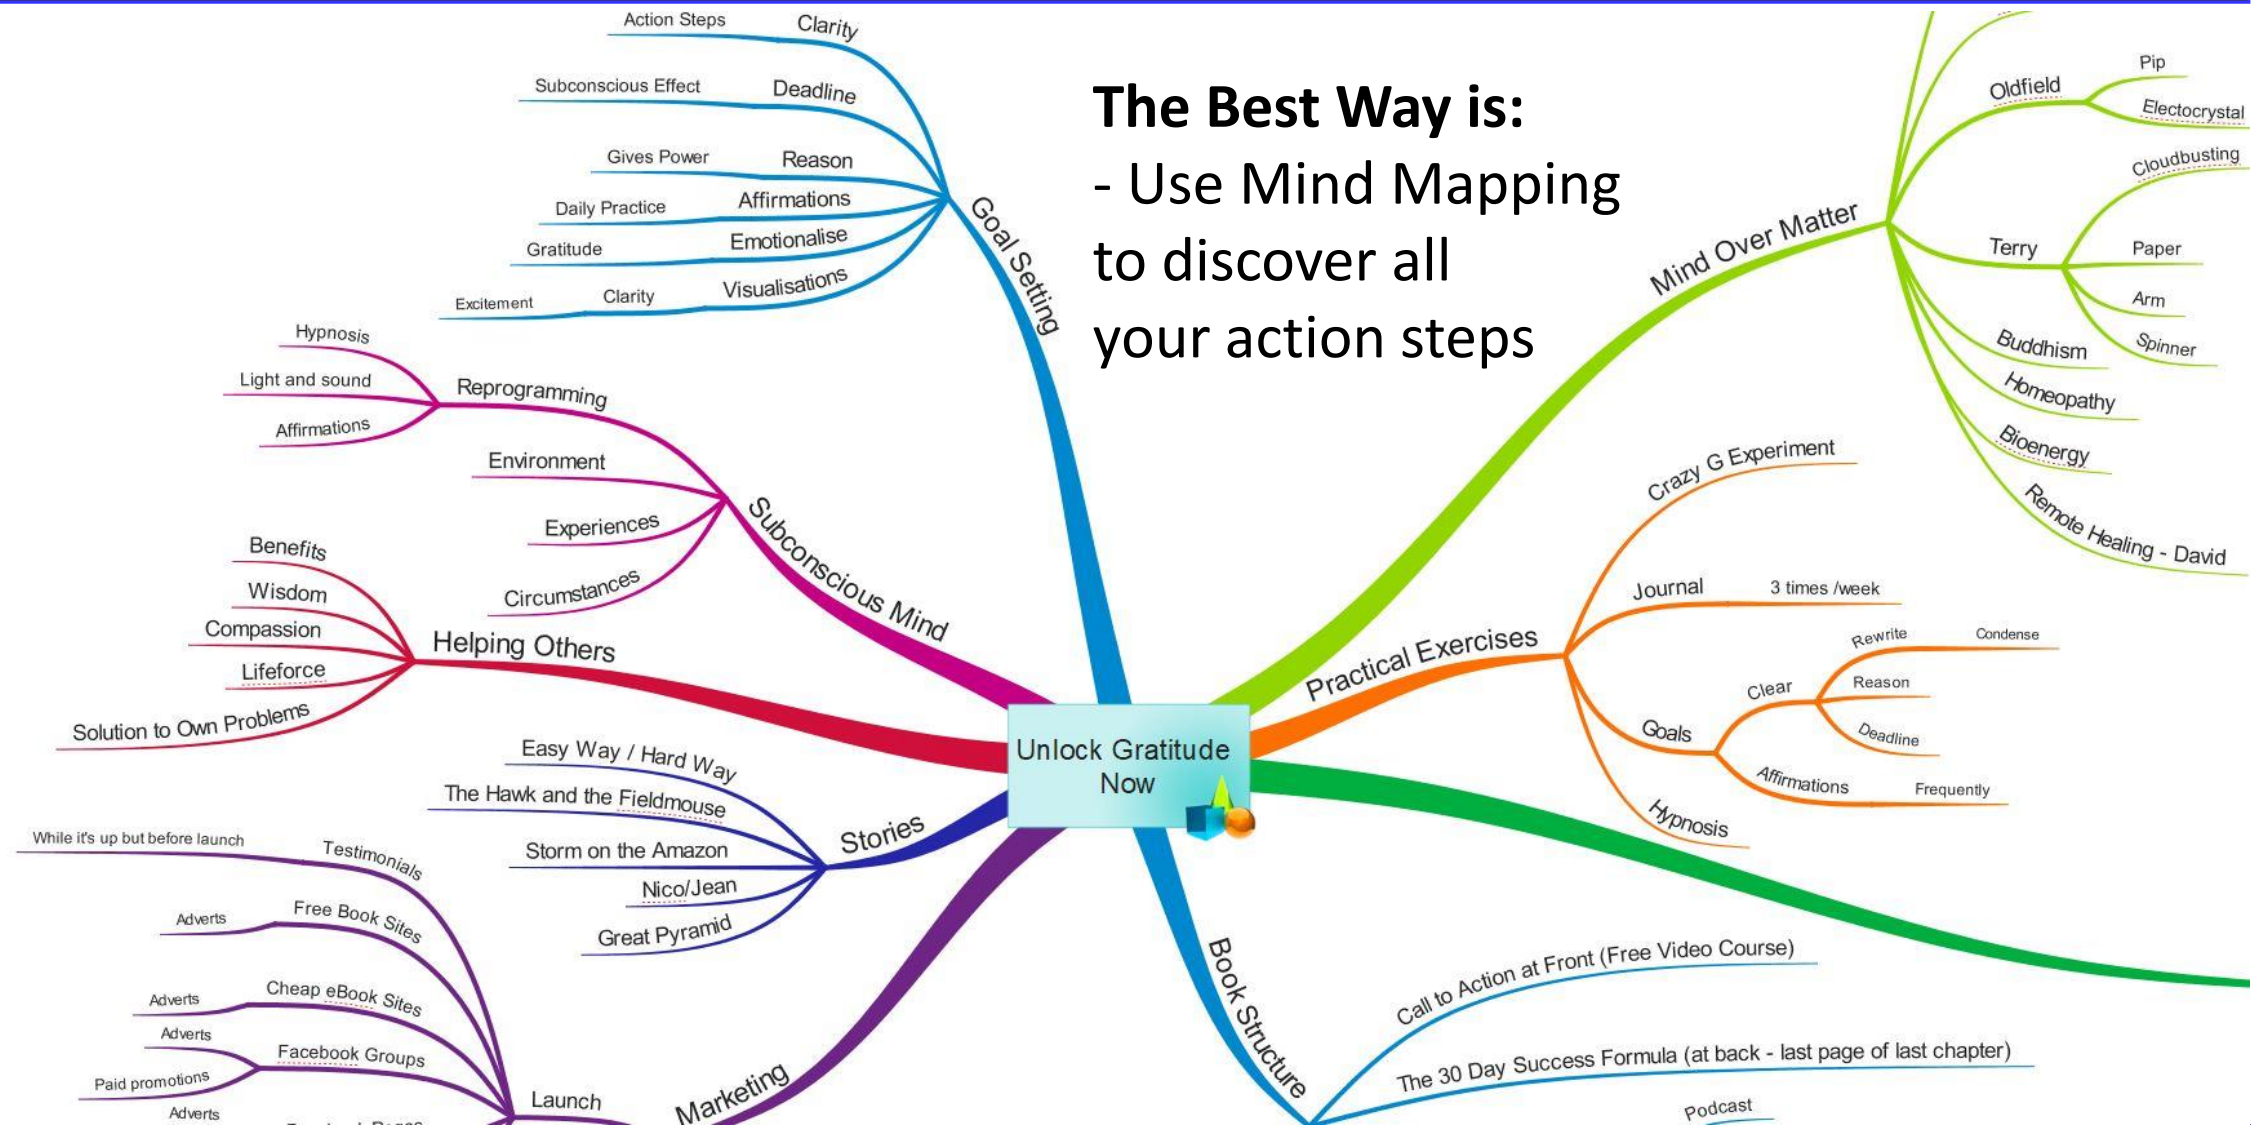 Action Steps
Clarity
Subconscious Effect
Deadline
Gives Power
Reason
Daily Practice
Affirmations
Gratitude
Emotionalise
Excitement
Clarity
Visualisations
Goal Setting
The Best Way is:
- Use Mind Mapping
to discover all
your action steps
Mind Over Matter
Oldfield
Pip
Electocrystal
Terry
Cloudbusting
Paper
Arm
Spinner
Buddhism
Homeopathy
Bioenergy
Remote Healing - David
Hypnosis
Light and sound
Affirmations
Reprogramming
Environment
Experiences
Circumstances
Subconscious Mind
Benefits
Wisdom
Compassion
Lifeforce
Solution to Own Problems
Helping Others
Practical Exercises
Crazy G Experiment
Journal
3 times /week
Goals
Clear
Rewrite
Condense
Reason
Deadline
Affirmations
Frequently
Hypnosis
Unlock Gratitude
Now
Easy Way / Hard Way
The Hawk and the Fieldmouse
Storm on the Amazon
Nico/Jean
Great Pyramid
Stories
While it's up but before launch
Testimonials
Adverts
Free Book Sites
Adverts
Cheap eBook Sites
Adverts
Paid promotions
Facebook Groups
Adverts
Launch
Marketing
Book Structure
Call to Action at Front (Free Video Course)
The 30 Day Success Formula (at back - last page of last chapter)
Podcast